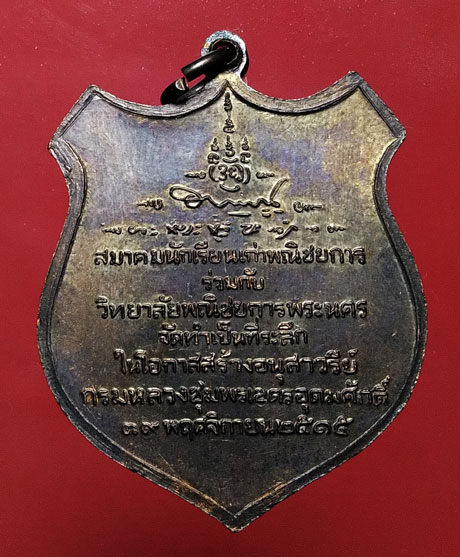 สมาคมนักเรียนเก่าพณิชยการ
ร่วมกับ
วิทยาลัยพณิชยการพระนคร
จัดทำเป็นที่ระลึก
ในโอกาสสร้างอนุสาวรีย์
กรมหลวงชุมพรเขตรอุดมศักดิ์
๑๙ พฤศจิกายน๒๕๑๕